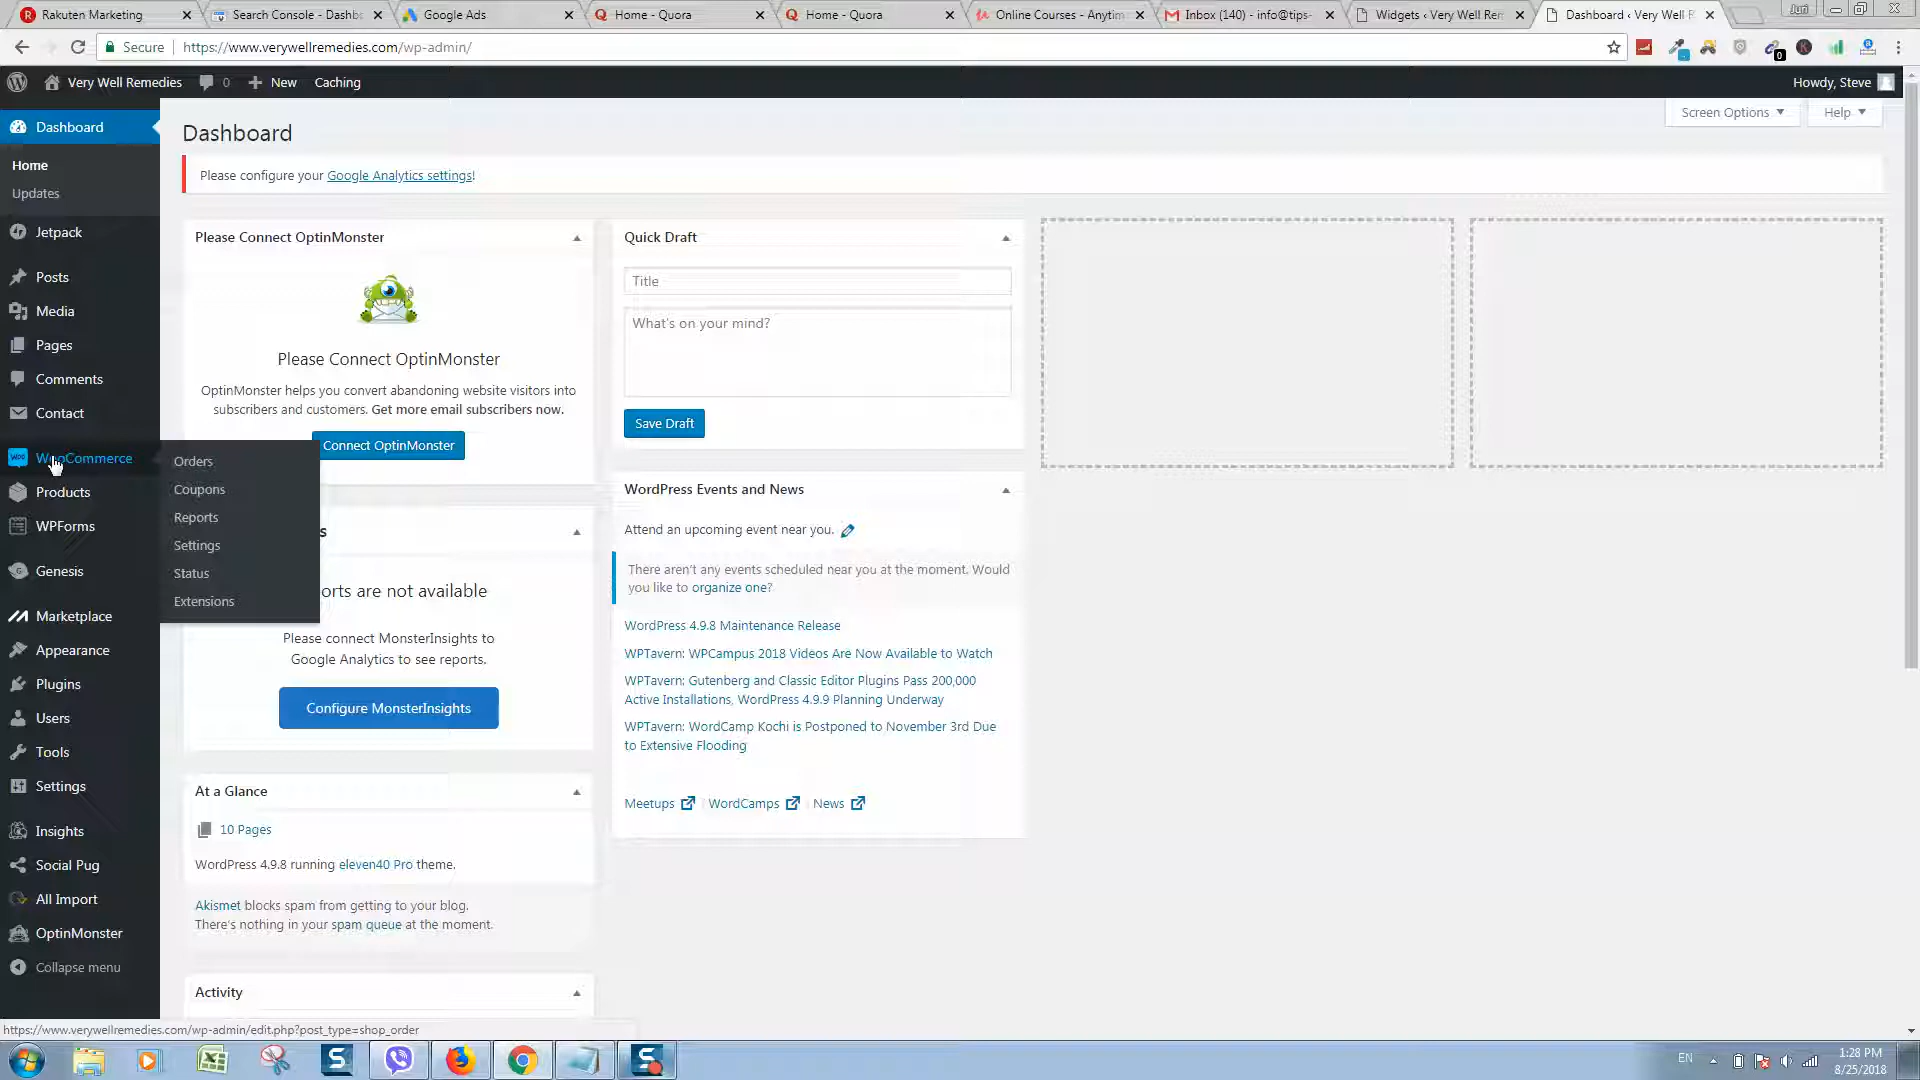 Rakuten Marketing
Search Console - Dashb
Google Ads
Home - Quora
Home - Quora
Online Courses - Anytim
Inbox (140) - info@tips-
Widgets ‹ Very Well Re
Dashboard ‹ Very Well R
Juri
Secure
https://www.verywellremedies.com/wp-admin/
0
Very Well Remedies
0
New
Caching
Howdy, Steve
Dashboard
Home
Updates
Jetpack
Posts
Media
Pages
Comments
Contact
WooCommerce
Products
WPForms
Genesis
Marketplace
Appearance
Plugins
Users
Tools
Settings
Insights
Social Pug
All Import
OptinMonster
Collapse menu
Orders
Coupons
Reports
Settings
Status
Extensions
Dashboard
Screen Options
Help
Please configure your Google Analytics settings!
Please Connect OptinMonster
Please Connect OptinMonster
OptinMonster helps you convert abandoning website visitors into
subscribers and customers. Get more email subscribers now.
Connect OptinMonster
s
orts are not available
Please connect MonsterInsights to
Google Analytics to see reports.
Configure MonsterInsights
At a Glance
10 Pages
WordPress 4.9.8 running eleven40 Pro theme.
Akismet blocks spam from getting to your blog.
There's nothing in your spam queue at the moment.
Activity
Quick Draft
Title
What's on your mind?
Save Draft
WordPress Events and News
Attend an upcoming event near you.
There aren't any events scheduled near you at the moment. Would
you like to organize one?
WordPress 4.9.8 Maintenance Release
WPTavern: WPCampus 2018 Videos Are Now Available to Watch
WPTavern: Gutenberg and Classic Editor Plugins Pass 200,000
Active Installations, WordPress 4.9.9 Planning Underway
WPTavern: WordCamp Kochi is Postponed to November 3rd Due
to Extensive Flooding
Meetups
WordCamps
News
https://www.verywellremedies.com/wp-admin/edit.php?post_type=shop_order
EN
1:28 PM
8/25/2018